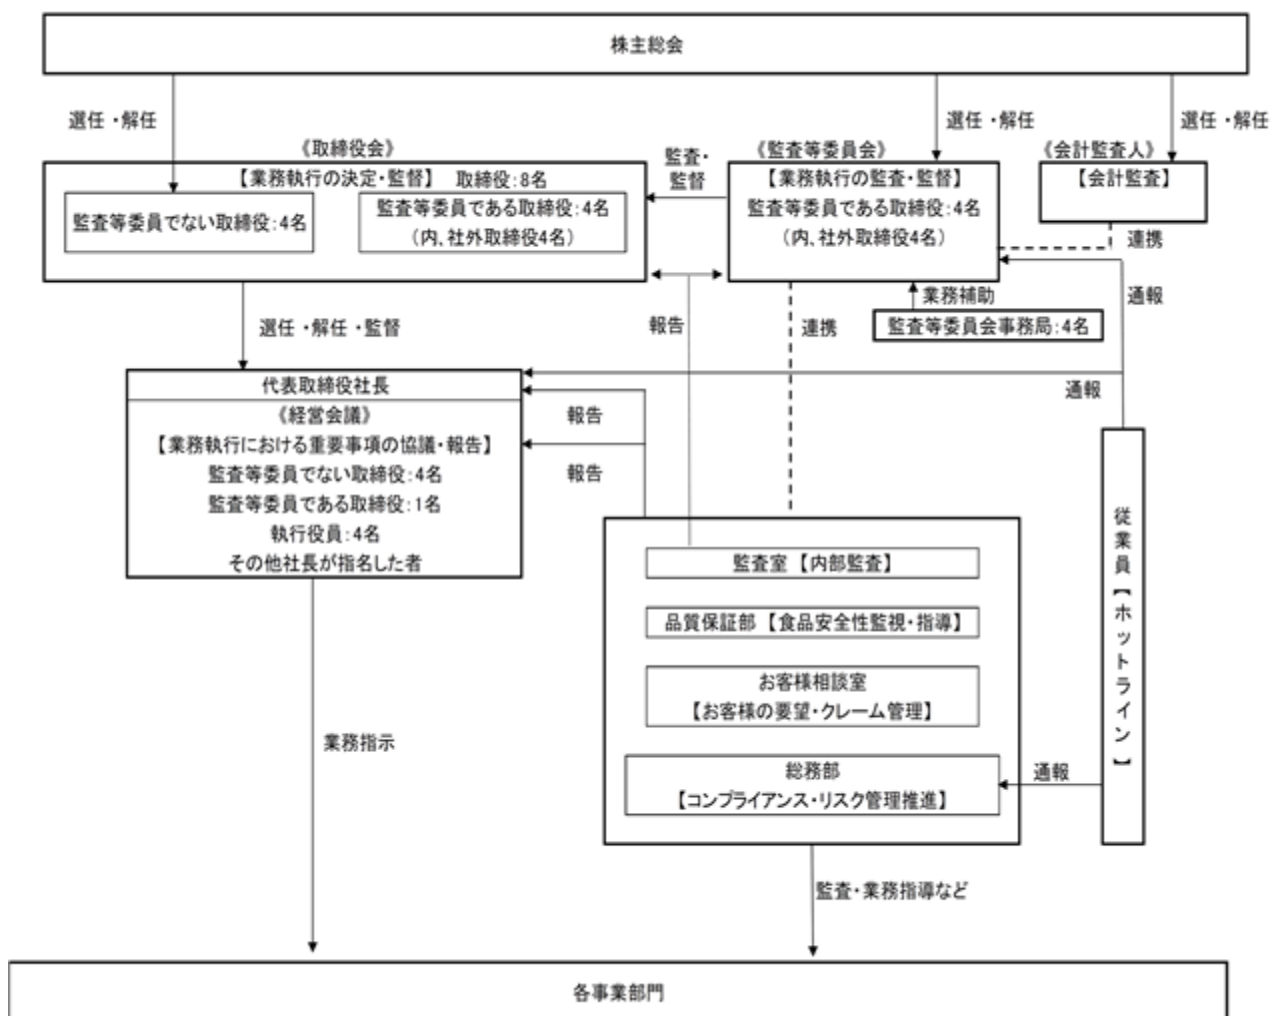 株主総会
選任・解任
選任・解任
選任・解任
《取締役会》
【業務執行の決定・監督】 取締役:8名
監査等委員でない取締役:4名
監査等委員である取締役:4名
(内、社外取締役4名)
監査・
監督
《監査等委員会》
【業務執行の監査・監督】
監査等委員である取締役:4名
(内、社外取締役4名)
《会計監査人》
【会計監査】
連携
通報
業務補助
監査等委員会事務局:4名
選任・解任・監督
報告
連携
通報
代表取締役社長
《経営会議》
【業務執行における重要事項の協議・報告】
監査等委員でない取締役:4名
監査等委員である取締役:1名
執行役員:4名
その他社長が指名した者
報告
報告
監査室【内部監査】
品質保証部【食品安全性監視・指導】
お客様相談室
【お客様の要望・クレーム管理】
総務部
【コンプライアンス・リスク管理推進】
通報
従業員【ホットライン】
業務指示
監査・業務指導など
各事業部門